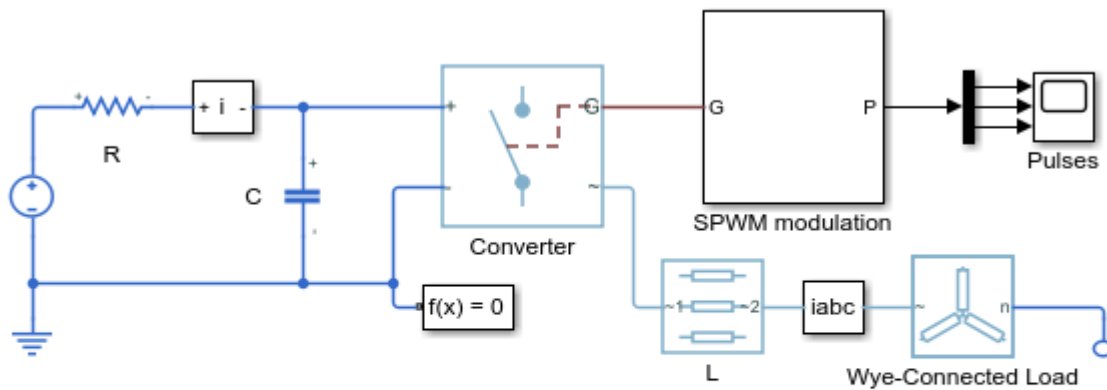 + -
R
+ i -
+
-
C
+
-
+
-
G
~
Converter
f(x) = 0
G
P
SPWM modulation
Pulses
~1
~2
L
iabc
~
n
Wye-Connected Load